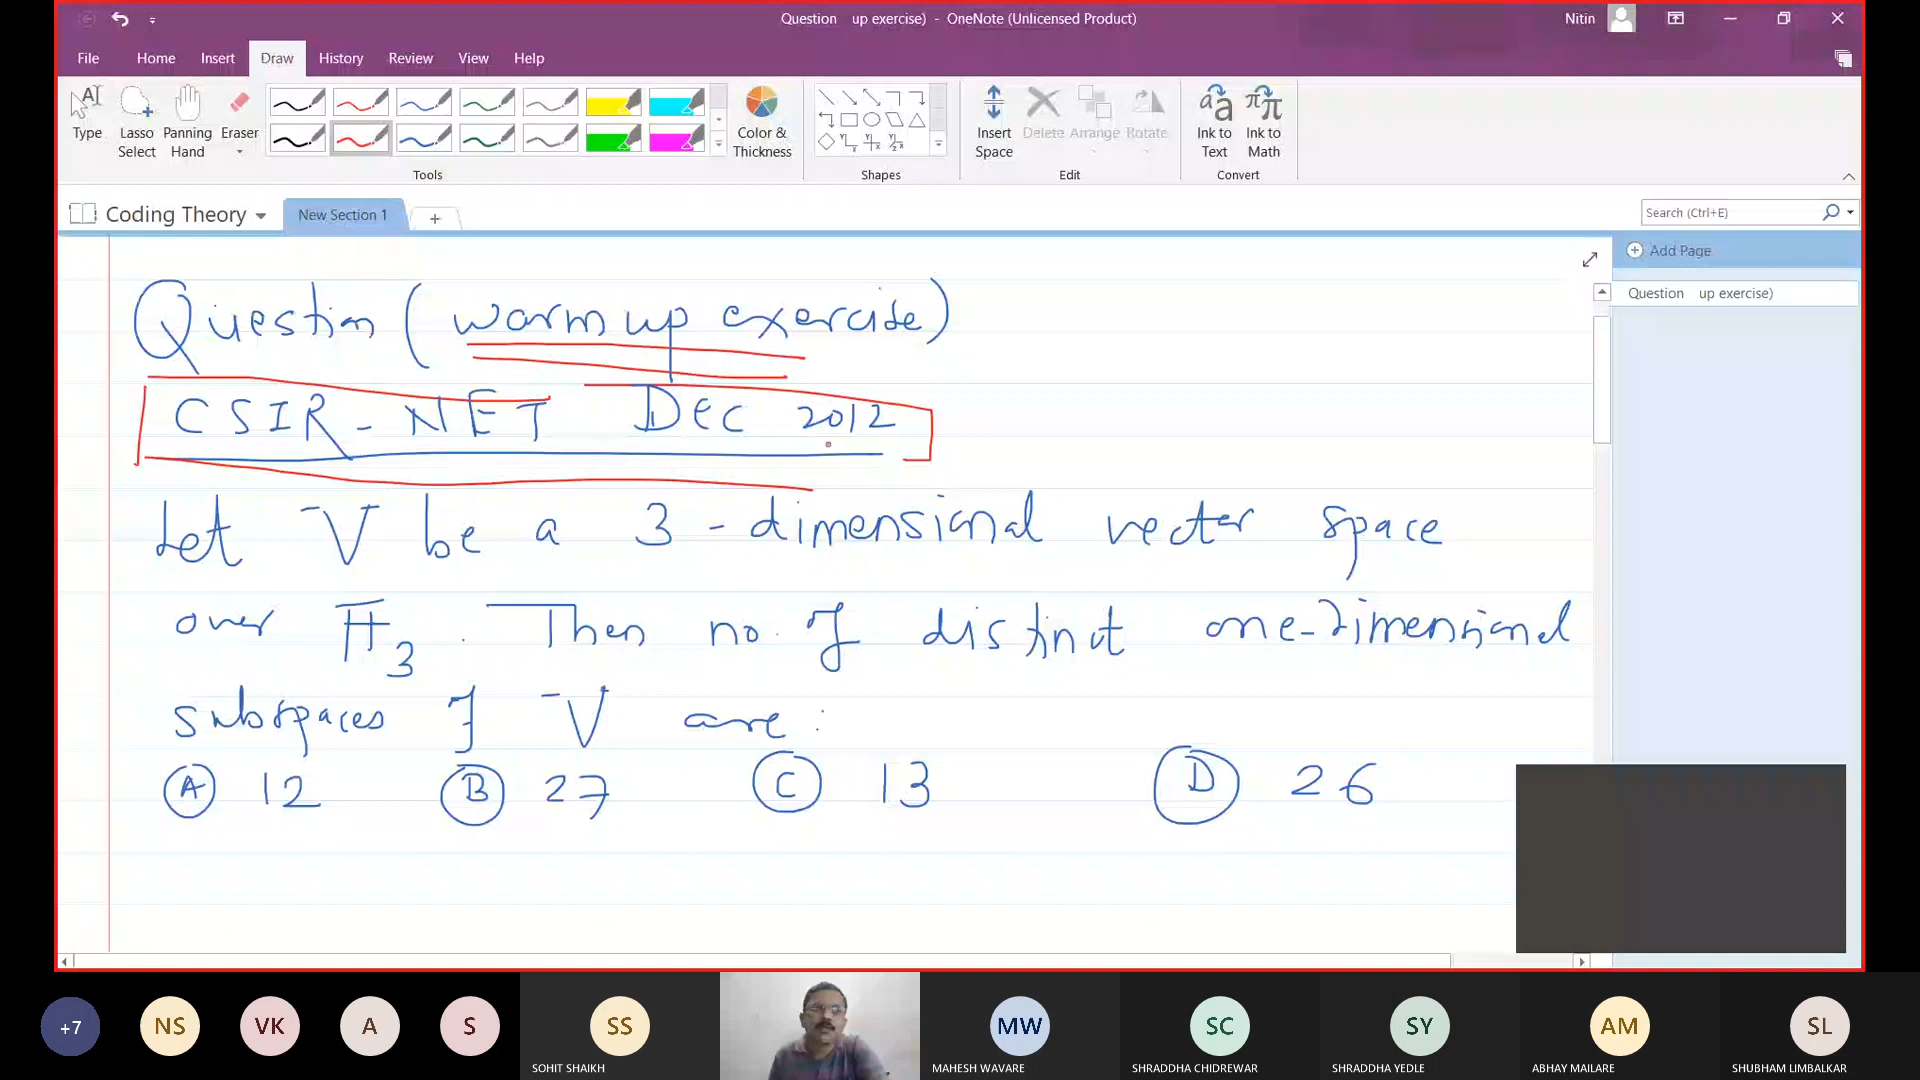 Question up exercise) - OneNote (Unlicensed Product)
Nitin
File Home Insert Draw History Review View Help
Type
Lasso Select
Panning Hand
Eraser
Color & Thickness
Insert Space
Delete
Arrange
Rotate
Ink to Text
Ink to Math
Tools Shapes Edit Convert
Coding Theory New Section 1 +
Search (Ctrl+E)
Add Page
Question up exercise)
Question (warm up exercise)
CSIR - NET DEC 2012
Let V be a 3-dimensional vector space
over F3. Then no. of distinct one-dimensional
subspaces of V are:
A 12 B 27 C 13 D 26
+7 NS VK A S SS MW SC SY AM SL
SOHIT SHAIKH MAHESH WAVARE SHRADDHA CHIDREWAR SHRADDHA YEDLE ABHAY MAILARE SHUBHAM LIMBALKAR